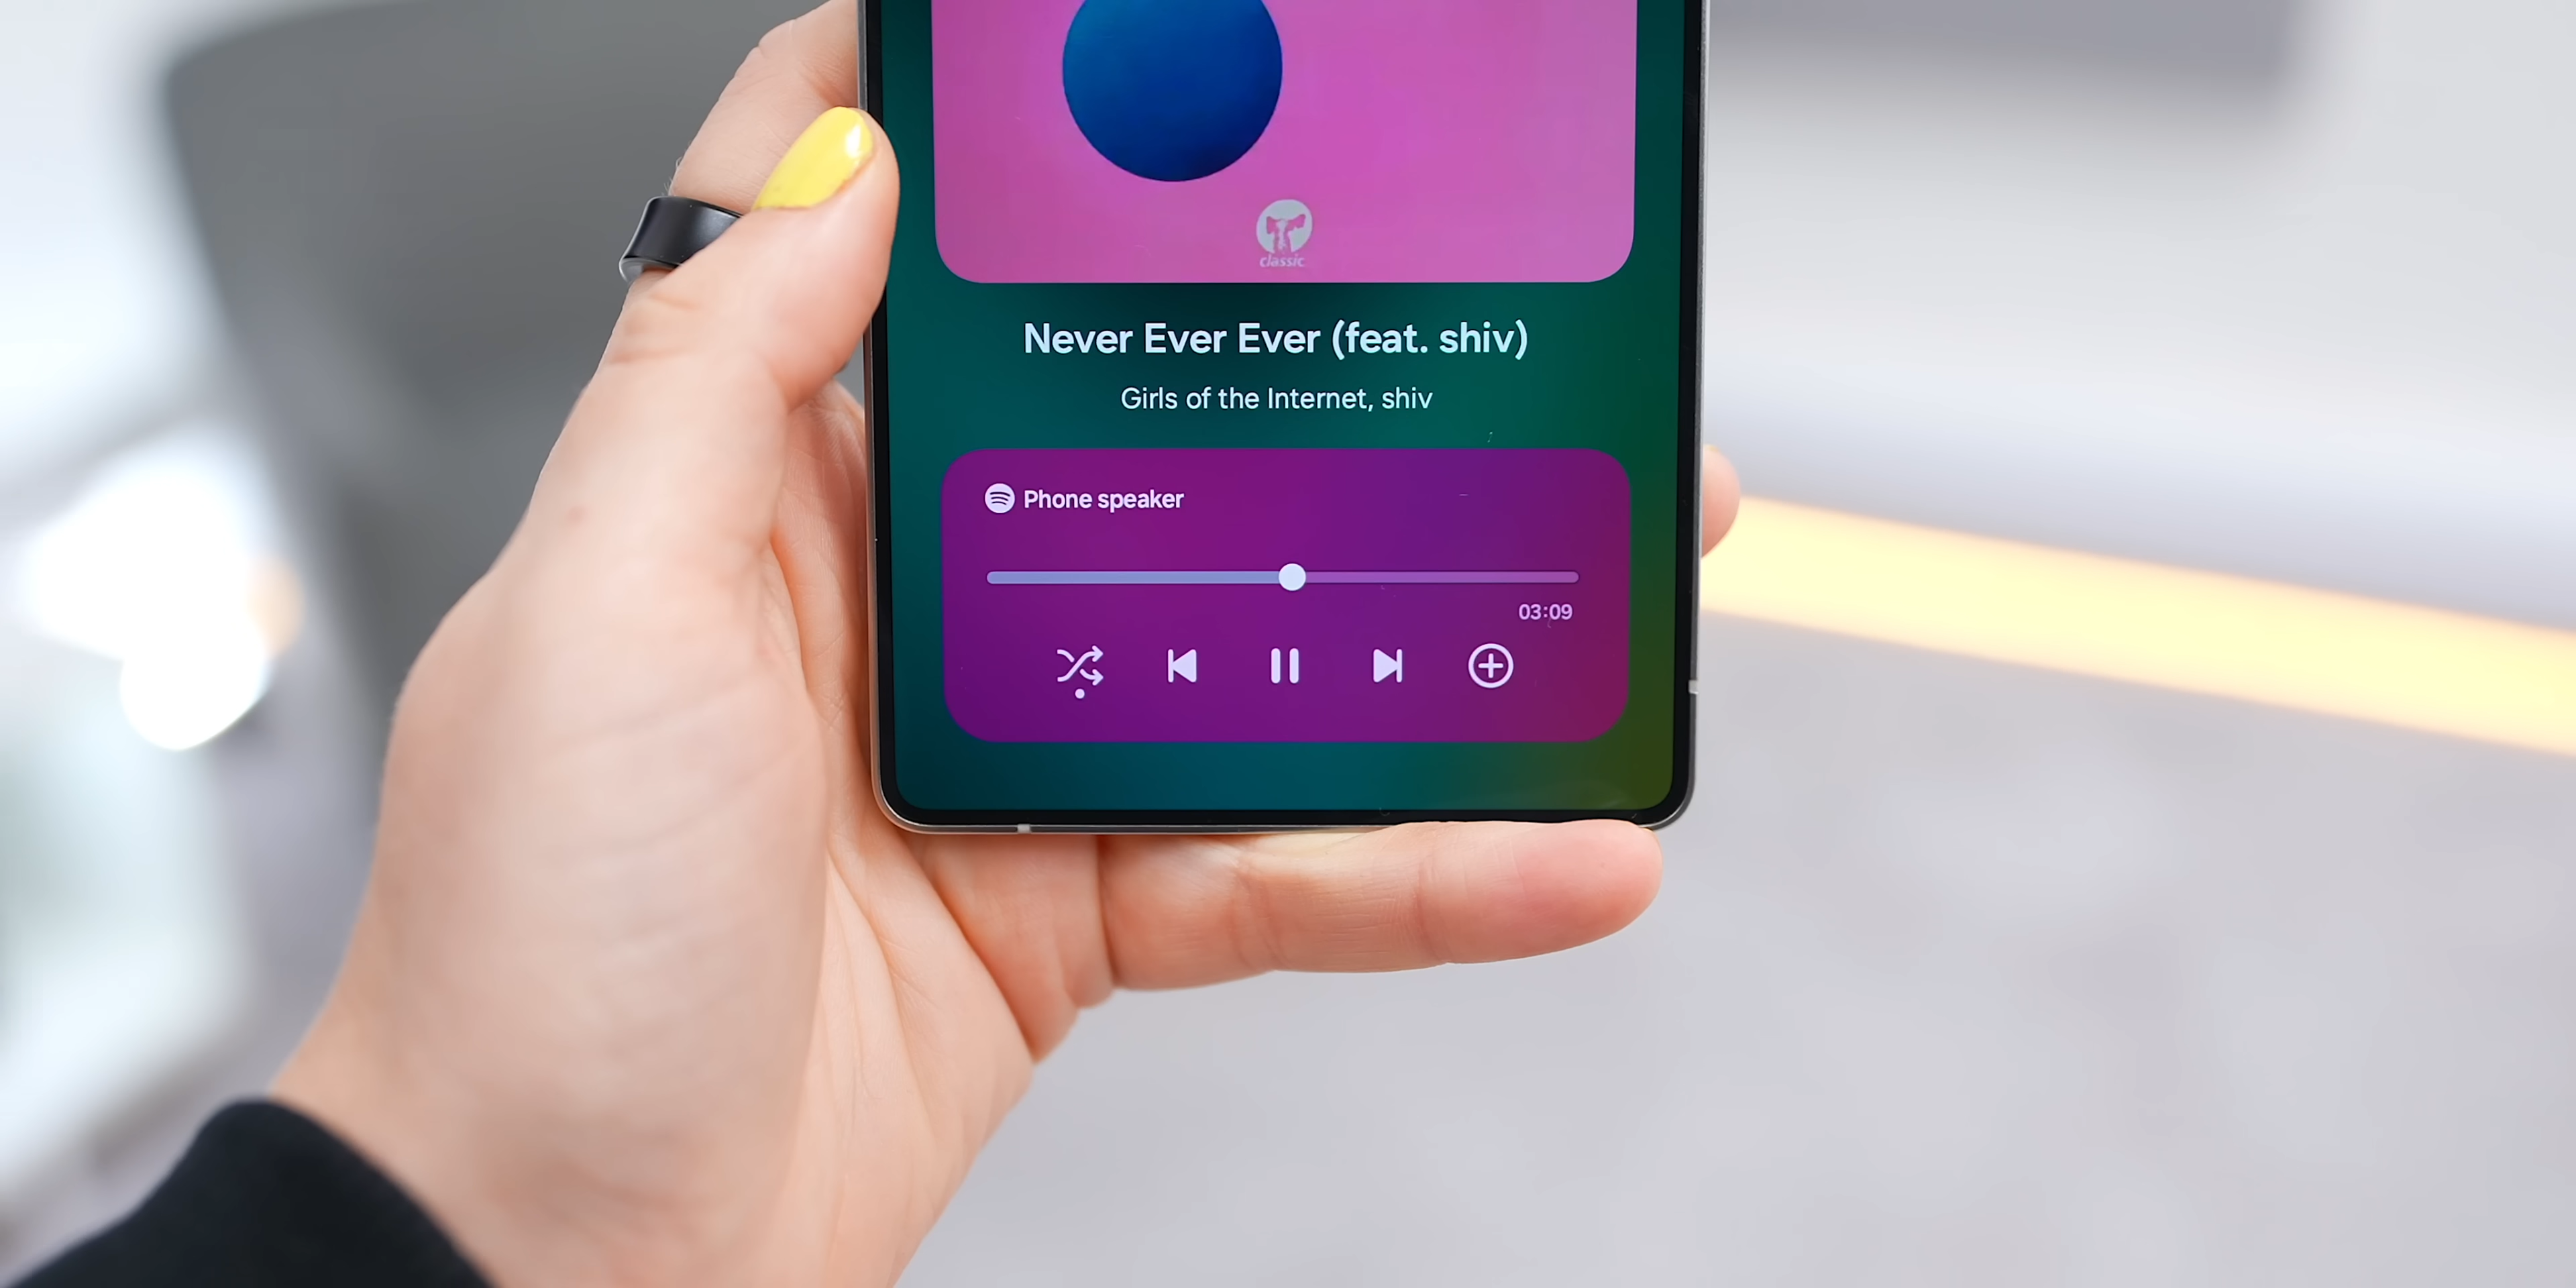 classic
Never Ever Ever (feat. shiv)
Girls of the Internet, shiv
Phone speaker
03:09